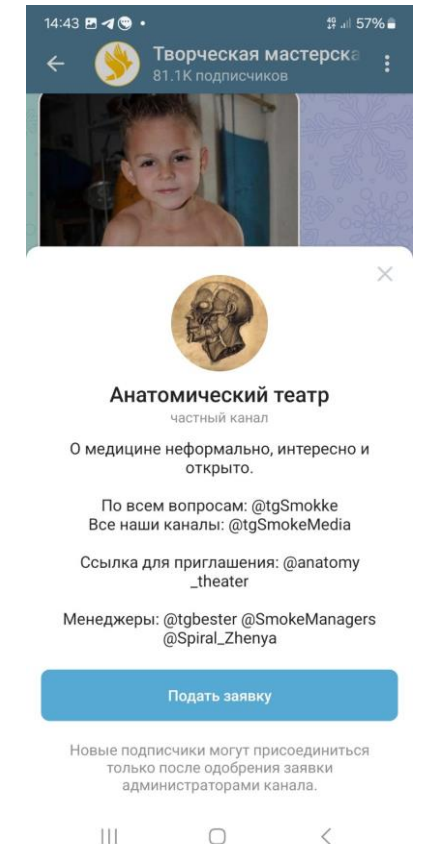 14:43
57%
Творческая мастерска
81.1K подписчиков
Анатомический театр
частный канал
О медицине неформально, интересно и
открыто.
По всем вопросам: @tgSmokke
Все наши каналы: @tgSmokeMedia
Ссылка для приглашения: @anatomy
_theater
Менеджеры: @tgbester @SmokeManagers
@Spiral_Zhenya
Подать заявку
Новые подписчики могут присоединиться
только после одобрения заявки
администраторами канала.